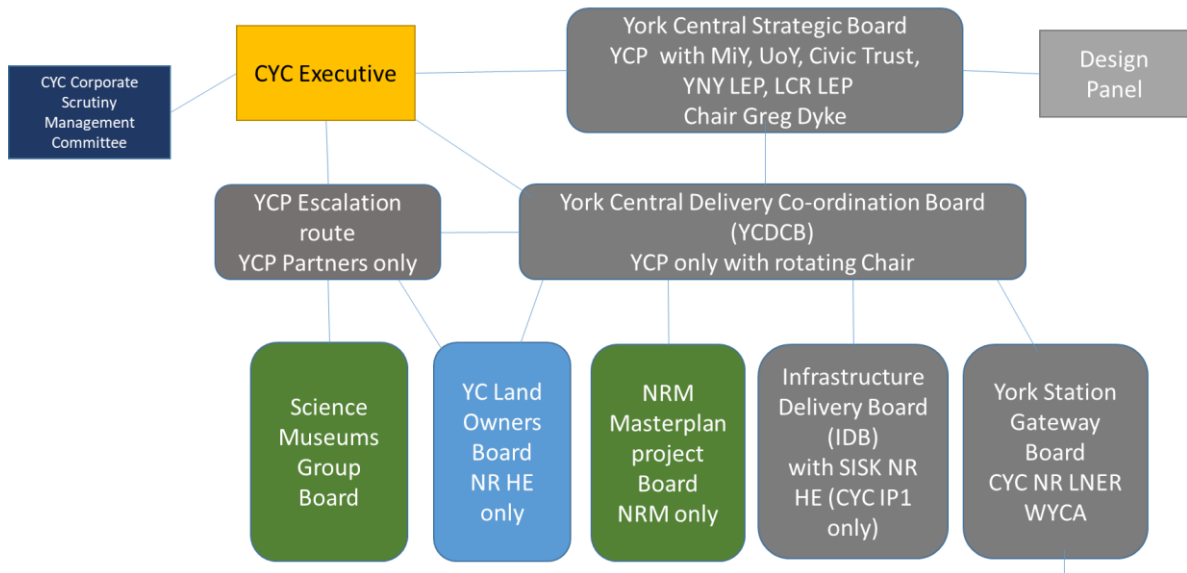 CYC Corporate
Scrutiny
Management
Committee
CYC Executive
York Central Strategic Board
YCP with MiY, UoY, Civic Trust,
YNY LEP, LCR LEP
Chair Greg Dyke
Design
Panel
YCP Escalation
route
YCP Partners only
York Central Delivery Co-ordination Board
(YCDCB)
YCP only with rotating Chair
Science
Museums
Group
Board
YC Land
Owners
Board
NR HE
only
NRM
Masterplan
project
Board
NRM only
Infrastructure
Delivery Board
(IDB)
with SISK NR
HE (CYC IP1
only)
York Station
Gateway
Board
CYC NR LNER
WYCA